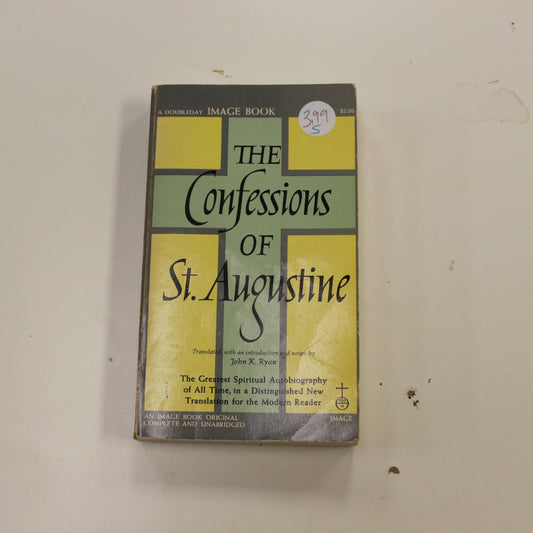 A DOUBLEDAY IMAGE BOOK $2.95
3.99
S
THE
Confessions
OF
St. Augustine
Translated, with an introduction and notes, by
John K. Ryan
The Greatest Spiritual Autobiography
of All Time, in a Distinguished New
Translation for the Modern Reader
AN IMAGE BOOK ORIGINAL
COMPLETE AND UNABRIDGED
IMAGE